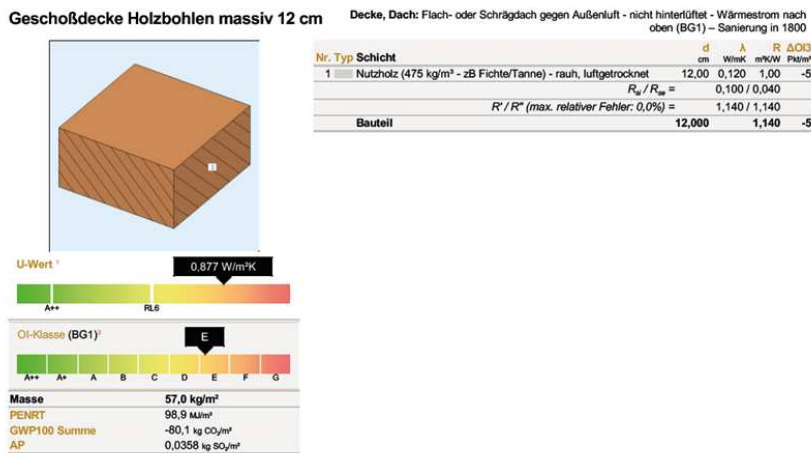 Geschoßdecke Holzbohlen massiv 12 cm
Decke, Dach: Flach- oder Schrägdach gegen Außenluft - nicht hinterlüftet - Wärmestrom nach
oben (BG1) – Sanierung in 1800
d λ R ΔOI3
Nr. Typ Schicht cm W/mK m²K/W Pkt/m²
1 Nutzholz (475 kg/m³ - zB Fichte/Tanne) - rauh, luftgetrocknet 12,00 0,120 1,00 -5
Rsi / Rse = 0,100 / 0,040
R' / R'' (max. relativer Fehler: 0,0%) = 1,140 / 1,140
Bauteil 12,000 1,140 -5
1
U-Wert ¹
0,877 W/m²K
A++ RL6
OI-Klasse (BG1)²
E
A++ A+ A B C D E F G
Masse 57,0 kg/m²
PENRT 98,9 MJ/m²
GWP100 Summe -80,1 kg CO₂/m²
AP 0,0358 kg SO₂/m²